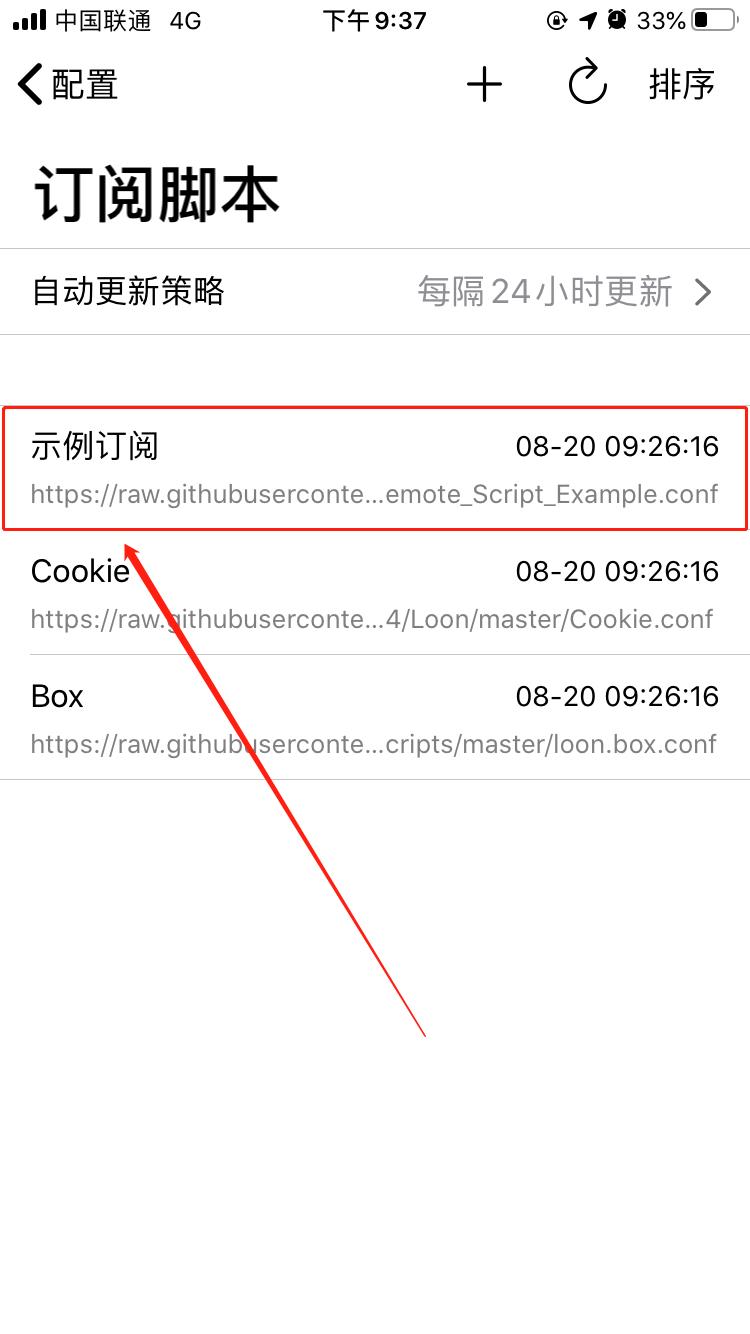 中国联通 4G 下午9:37 33%
配置 排序
订阅脚本
自动更新策略 每隔24小时更新
示例订阅 08-20 09:26:16
https://raw.githubuserconte...emote_Script_Example.conf
Cookie 08-20 09:26:16
https://raw.githubuserconte...4/Loon/master/Cookie.conf
Box 08-20 09:26:16
https://raw.githubuserconte...cripts/master/loon.box.conf